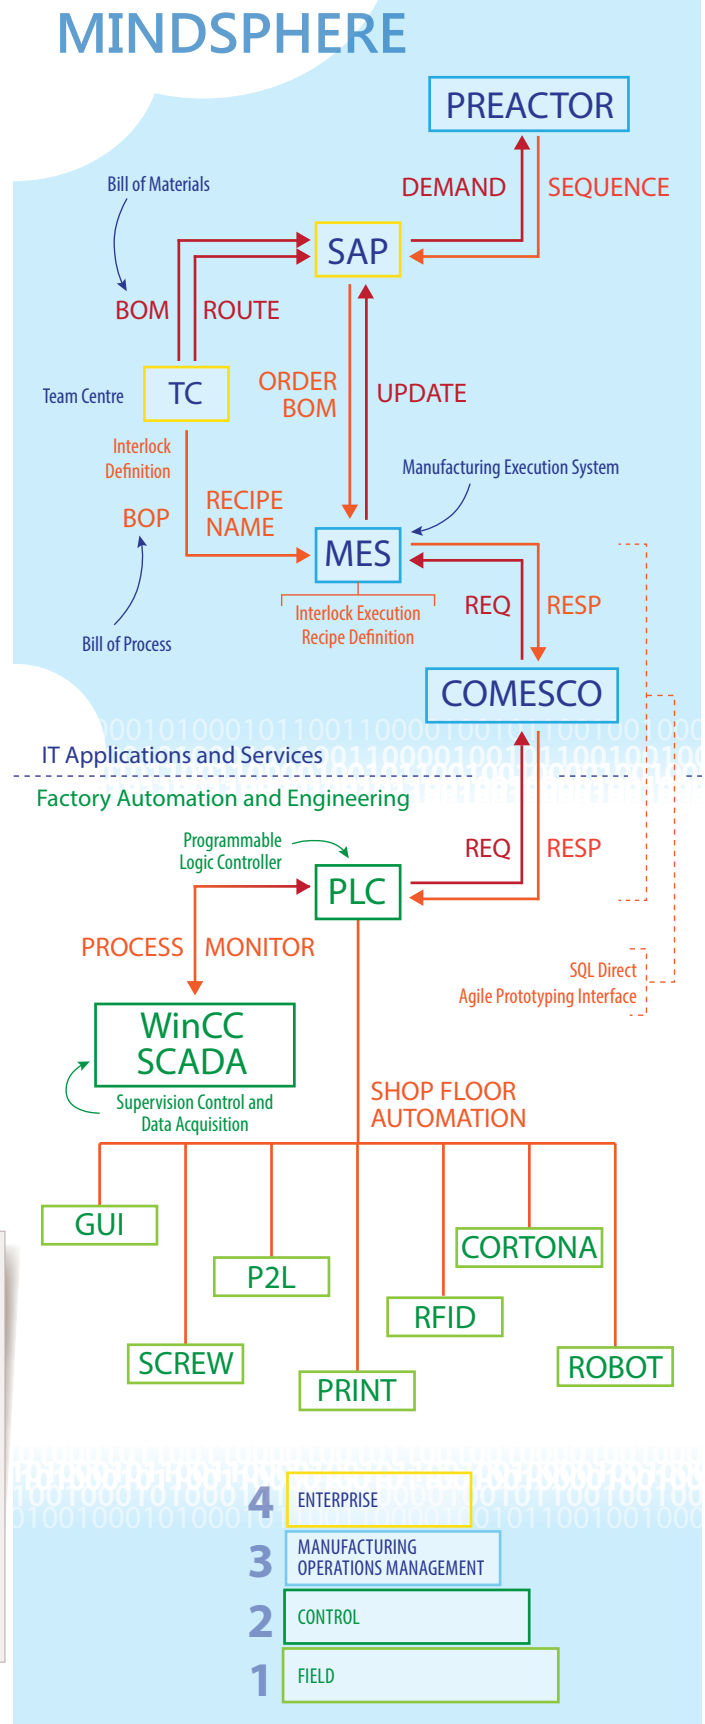 MINDSPHERE
PREACTOR
Bill of Materials
DEMAND
SEQUENCE
SAP
BOM
ROUTE
Team Centre
TC
ORDER
BOM
UPDATE
Interlock
Definition
BOP
RECIPE
NAME
Manufacturing Execution System
MES
Interlock Execution
Recipe Definition
REQ
RESP
Bill of Process
COMESCO
IT Applications and Services
Factory Automation and Engineering
Programmable
Logic Controller
PLC
REQ
RESP
PROCESS
MONITOR
SQL Direct
Agile Prototyping Interface
WinCC
SCADA
Supervision Control and
Data Acquisition
SHOP FLOOR
AUTOMATION
GUI
CORTONA
P2L
RFID
SCREW
ROBOT
PRINT
4 ENTERPRISE
3 MANUFACTURING
OPERATIONS MANAGEMENT
2 CONTROL
1 FIELD